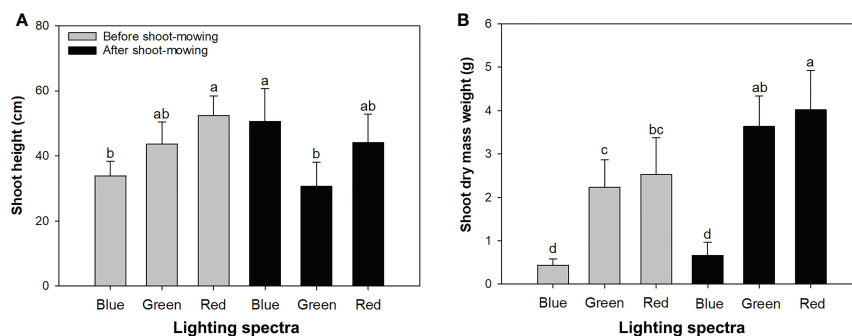 A
80
60
40
20
0
Shoot height (cm)
Before shoot-mowing
After shoot-mowing
b
ab
a
a
b
ab
Blue Green Red Blue Green Red
Lighting spectra
B
6
5
4
3
2
1
0
Shoot dry mass weight (g)
d
c
bc
d
ab
a
Blue Green Red Blue Green Red
Lighting spectra